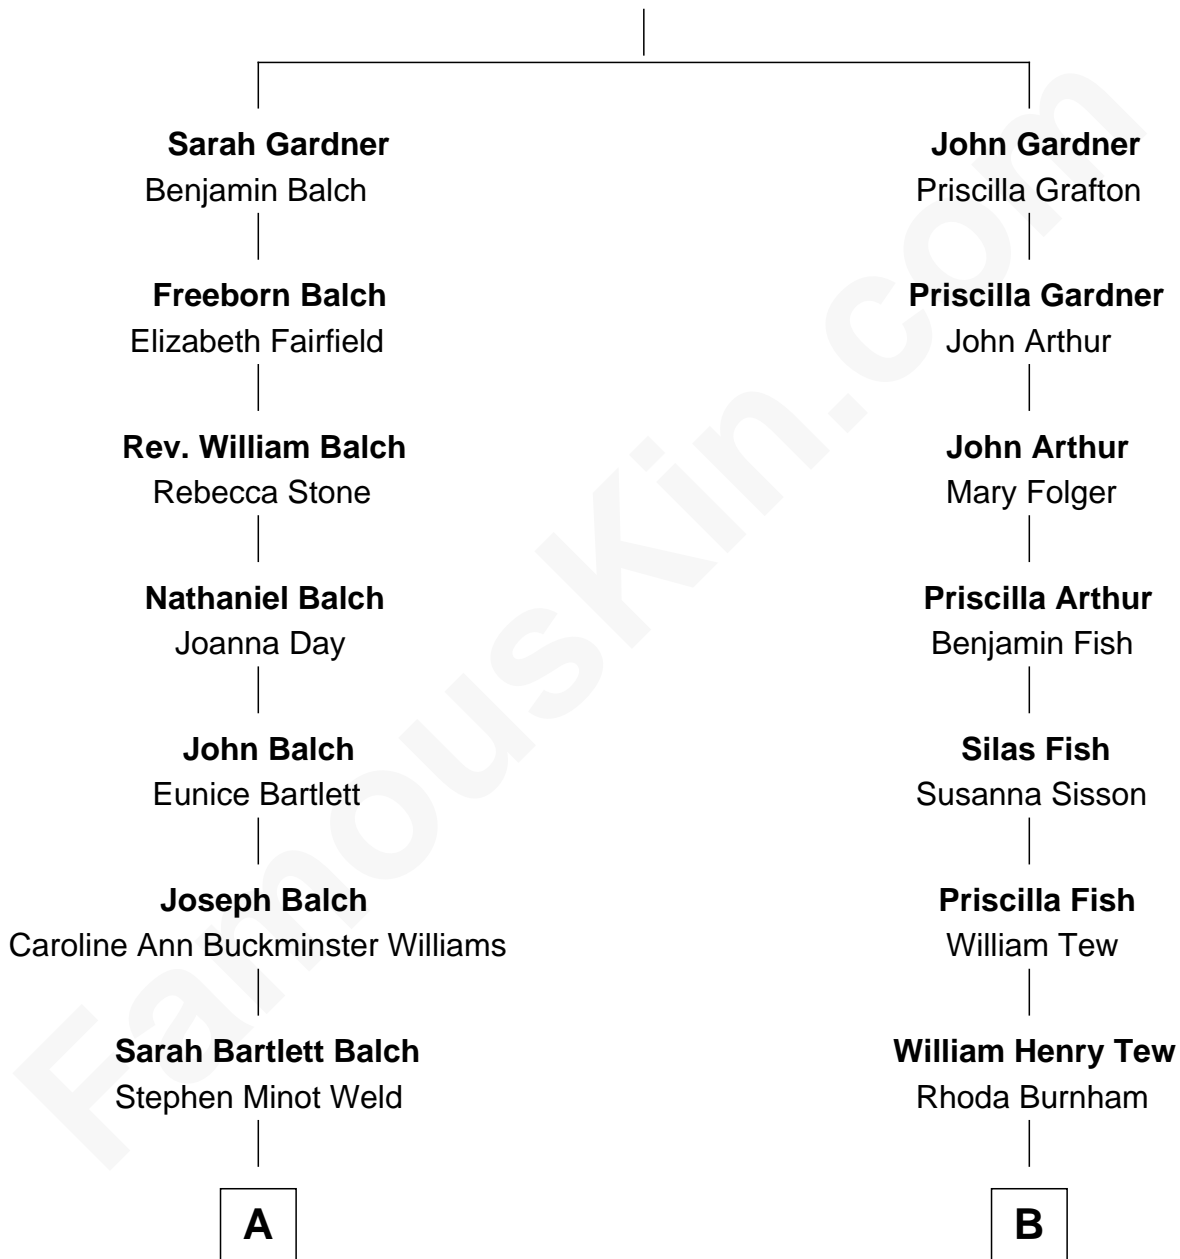 Sarah Gardner
Benjamin Balch
Freeborn Balch
Elizabeth Fairfield
Rev. William Balch
Rebecca Stone
Nathaniel Balch
Joanna Day
John Balch
Eunice Bartlett
Joseph Balch
Caroline Ann Buckminster Williams
Sarah Bartlett Balch
Stephen Minot Weld
A
John Gardner
Priscilla Grafton
Priscilla Gardner
John Arthur
John Arthur
Mary Folger
Priscilla Arthur
Benjamin Fish
Silas Fish
Susanna Sisson
Priscilla Fish
William Tew
William Henry Tew
Rhoda Burnham
B
FamousKin.com